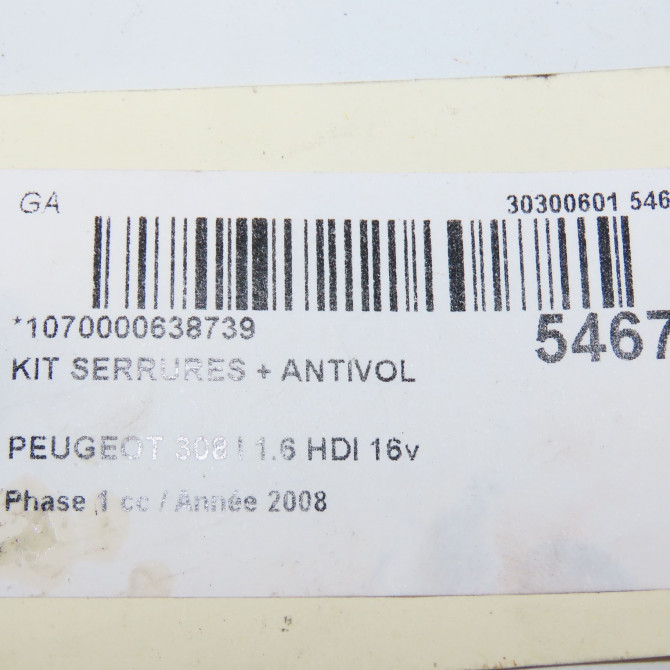 GA
30300601 546
*1070000638739
5467
KIT SERRURES + ANTIVOL
PEUGEOT 308 I 1.6 HDI 16v
Phase 1 cc / Année 2008